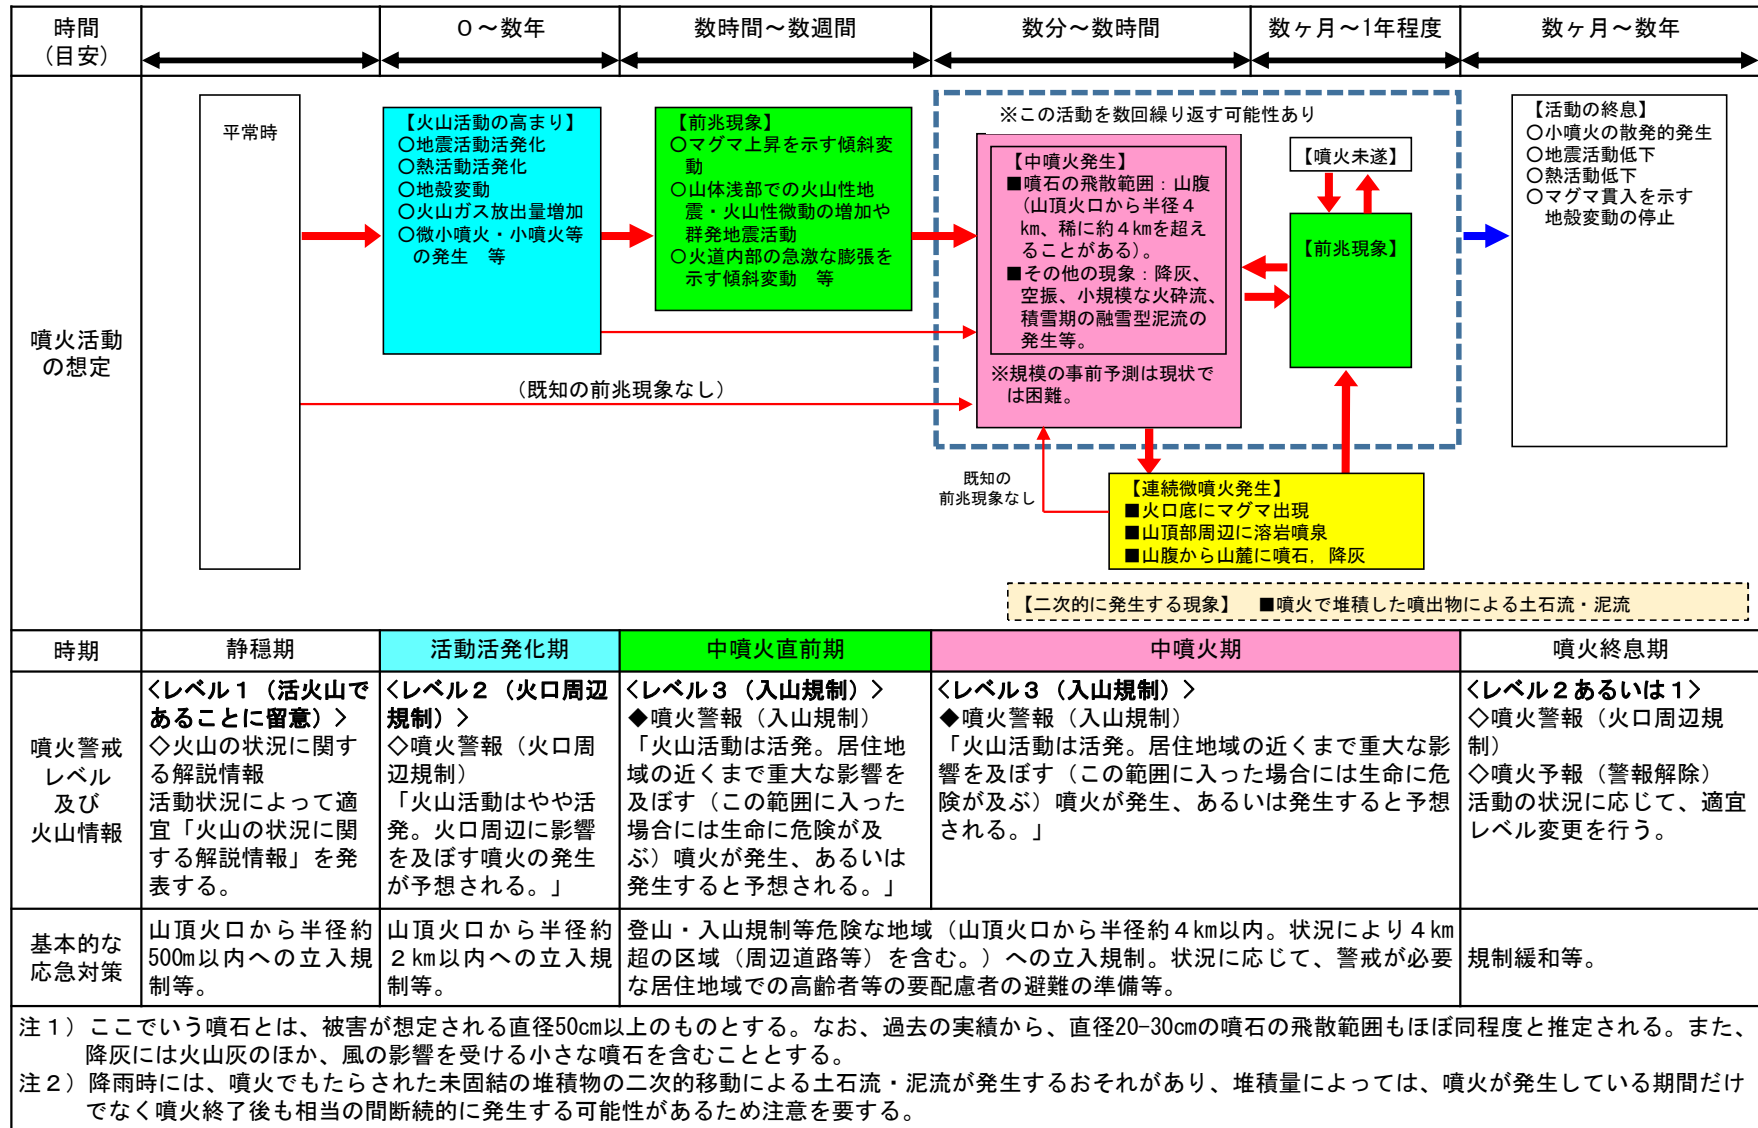 時間
（目安）
０～数年
数時間～数週間
数分～数時間
数ヶ月～1年程度
数ヶ月～数年
噴火活動
の想定
平常時
【火山活動の高まり】
○地震活動活発化
○熱活動活発化
○地殻変動
○火山ガス放出量増加
○微小噴火・小噴火等
の発生　等
【前兆現象】
○マグマ上昇を示す傾斜変
動
○山体浅部での火山性地
震・火山性微動の増加や
群発地震活動
○火道内部の急激な膨張を
示す傾斜変動　等
※この活動を数回繰り返す可能性あり
【中噴火発生】
■噴石の飛散範囲：山腹
（山頂火口から半径４
km、稀に約４kmを超え
ることがある）。
■その他の現象：降灰、
空振、小規模な火砕流、
積雪期の融雪型泥流の
発生等。
※規模の事前予測は現状で
は困難。
【噴火未遂】
【前兆現象】
【活動の終息】
○小噴火の散発的発生
○地震活動低下
○熱活動低下
○マグマ貫入を示す
地殻変動の停止
（既知の前兆現象なし）
既知の
前兆現象なし
【連続微噴火発生】
■火口底にマグマ出現
■山頂部周辺に溶岩噴泉
■山腹から山麓に噴石，降灰
【二次的に発生する現象】　■噴火で堆積した噴出物による土石流・泥流
時期
静穏期
活動活発化期
中噴火直前期
中噴火期
噴火終息期
噴火警戒
レベル
及び
火山情報
＜レベル１（活火山で
あることに留意）＞
◇火山の状況に関す
る解説情報
活動状況によって適
宜「火山の状況に関
する解説情報」を発
表する。
＜レベル２（火口周辺
規制）＞
◇噴火警報（火口周
辺規制）
「火山活動はやや活
発。火口周辺に影響
を及ぼす噴火の発生
が予想される。」
＜レベル３（入山規制）＞
◆噴火警報（入山規制）
「火山活動は活発。居住地
域の近くまで重大な影響を
及ぼす（この範囲に入った
場合には生命に危険が及
ぶ）噴火が発生、あるいは
発生すると予想される。」
＜レベル３（入山規制）＞
◆噴火警報（入山規制）
「火山活動は活発。居住地域の近くまで重大な影
響を及ぼす（この範囲に入った場合には生命に危
険が及ぶ）噴火が発生、あるいは発生すると予想
される。」
＜レベル２あるいは１＞
◇噴火警報（火口周辺規
制）
◇噴火予報（警報解除）
活動の状況に応じて、適宜
レベル変更を行う。
基本的な
応急対策
山頂火口から半径約
500m以内への立入規
制等。
山頂火口から半径約
２km以内への立入規
制等。
登山・入山規制等危険な地域（山頂火口から半径約４km以内。状況により４km
超の区域（周辺道路等）を含む。）への立入規制。状況に応じて、警戒が必要
な居住地域での高齢者等の要配慮者の避難の準備等。
規制緩和等。
注１）ここでいう噴石とは、被害が想定される直径50cm以上のものとする。なお、過去の実績から、直径20-30cmの噴石の飛散範囲もほぼ同程度と推定される。また、
降灰には火山灰のほか、風の影響を受ける小さな噴石を含むこととする。
注２）降雨時には、噴火でもたらされた未固結の堆積物の二次的移動による土石流・泥流が発生するおそれがあり、堆積量によっては、噴火が発生している期間だけ
でなく噴火終了後も相当の間断続的に発生する可能性があるため注意を要する。